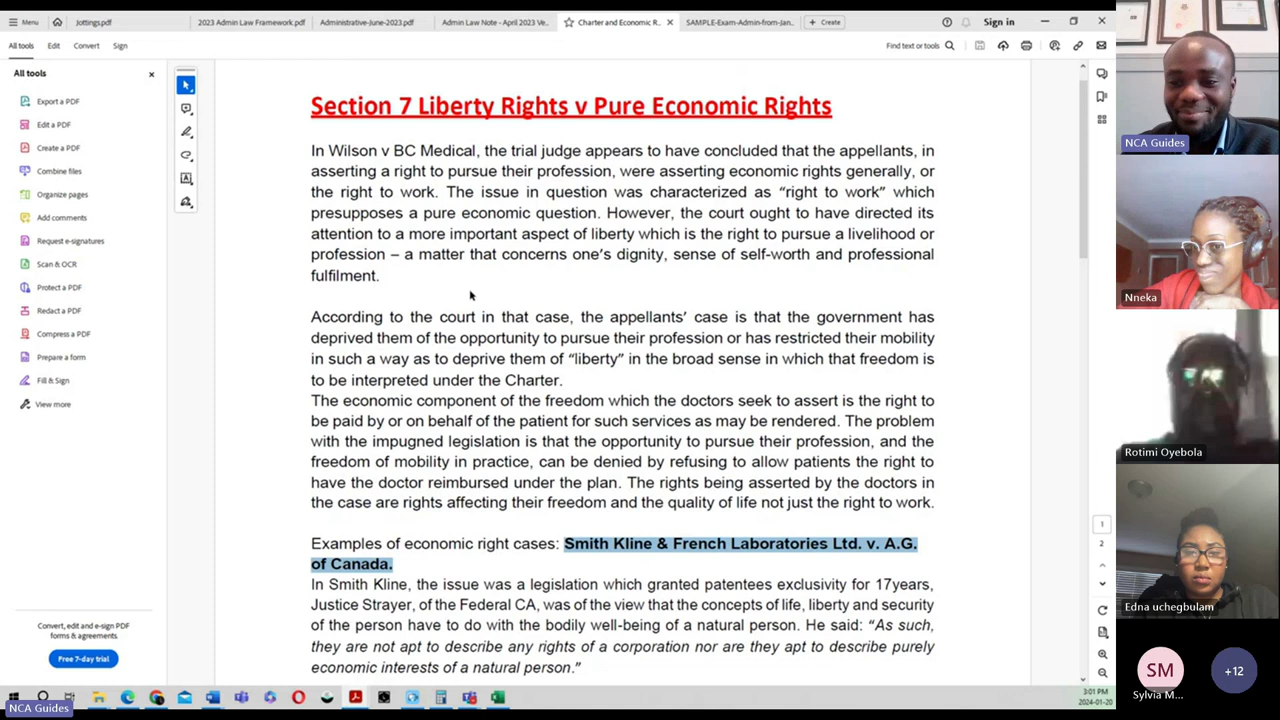 Menu
Jottings.pdf
2023 Admin Law Framework.pdf
Administrative-June-2023.pdf
Admin Law Note - April 2023 Ve..
Charter and Economic R..
SAMPLE-Exam-Admin-from-Jan..
Create
Sign in
All tools
Edit
Convert
Sign
Find text or tools
All tools
Export a PDF
Edit a PDF
Create a PDF
Combine files
Organize pages
Add comments
Request e-signatures
Scan & OCR
Protect a PDF
Redact a PDF
Compress a PDF
Prepare a form
Fill & Sign
View more
Convert, edit and e-sign PDF
forms & agreements.
Free 7-day trial
Section 7 Liberty Rights v Pure Economic Rights
In Wilson v BC Medical, the trial judge appears to have concluded that the appellants, in
asserting a right to pursue their profession, were asserting economic rights generally, or
the right to work. The issue in question was characterized as “right to work” which
presupposes a pure economic question. However, the court ought to have directed its
attention to a more important aspect of liberty which is the right to pursue a livelihood or
profession – a matter that concerns one’s dignity, sense of self-worth and professional
fulfilment.
According to the court in that case, the appellants’ case is that the government has
deprived them of the opportunity to pursue their profession or has restricted their mobility
in such a way as to deprive them of “liberty” in the broad sense in which that freedom is
to be interpreted under the Charter.
The economic component of the freedom which the doctors seek to assert is the right to
be paid by or on behalf of the patient for such services as may be rendered. The problem
with the impugned legislation is that the opportunity to pursue their profession, and the
freedom of mobility in practice, can be denied by refusing to allow patients the right to
have the doctor reimbursed under the plan. The rights being asserted by the doctors in
the case are rights affecting their freedom and the quality of life not just the right to work.
Examples of economic right cases: Smith Kline & French Laboratories Ltd. v. A.G.
of Canada.
In Smith Kline, the issue was a legislation which granted patentees exclusivity for 17years,
Justice Strayer, of the Federal CA, was of the view that the concepts of life, liberty and security
of the person have to do with the bodily well-being of a natural person. He said: “As such,
they are not apt to describe any rights of a corporation nor are they apt to describe purely
economic interests of a natural person.”
1
2
3:01 PM
2024-01-20
NCA Guides
NCA Guides
Nneka
Rotimi Oyebola
Edna uchegbulam
SM
Sylvia M...
+12